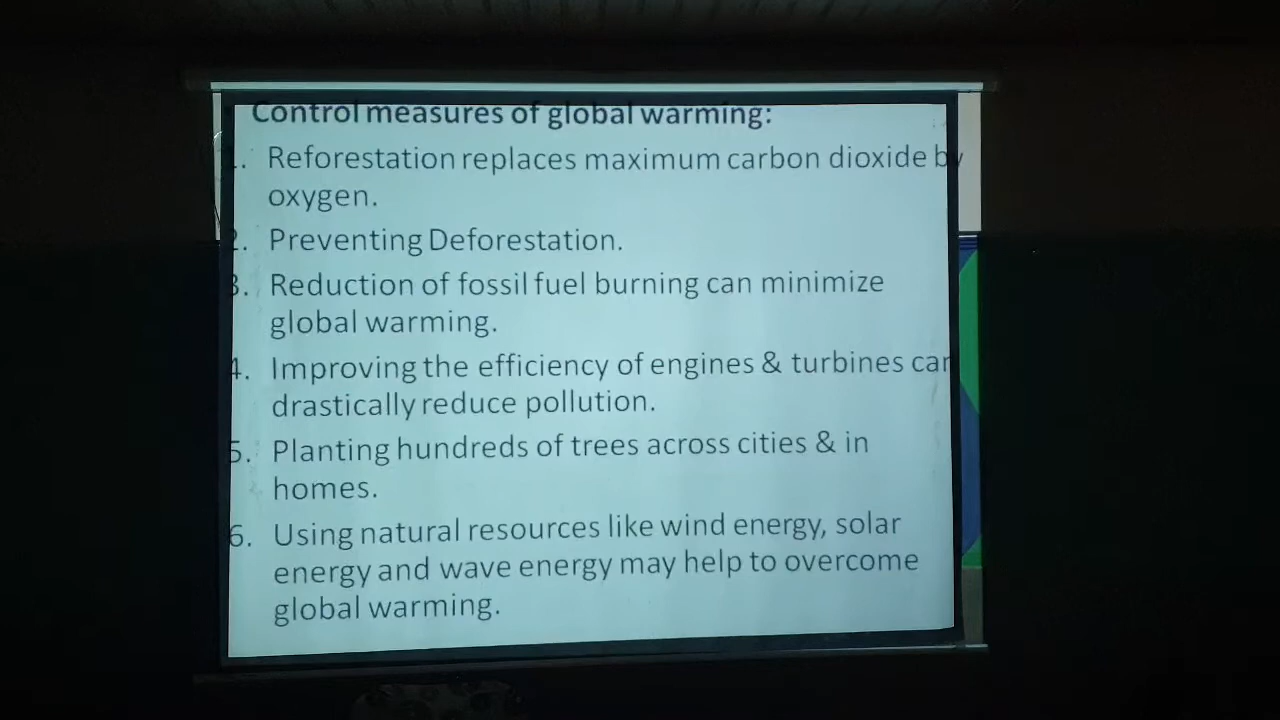 Control measures of global warming:
1. Reforestation replaces maximum carbon dioxide by
oxygen.
2. Preventing Deforestation.
3. Reduction of fossil fuel burning can minimize
global warming.
4. Improving the efficiency of engines & turbines can
drastically reduce pollution.
5. Planting hundreds of trees across cities & in
homes.
6. Using natural resources like wind energy, solar
energy and wave energy may help to overcome
global warming.